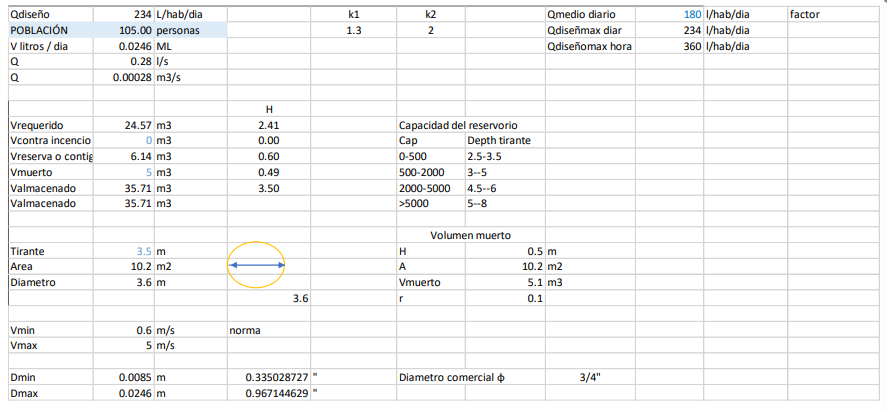 Qdiseño 234 L/hab/dia k1 k2 Qmedio diario 180 l/hab/dia factor
POBLACIÓN 105.00 personas 1.3 2 Qdiseñomax diar 234 l/hab/dia
V litros / dia 0.0246 ML Qdiseñomax hora 360 l/hab/dia
Q 0.28 l/s
Q 0.00028 m3/s
H
Vrequerido 24.57 m3 2.41 Capacidad del reservorio
Vcontra incencio 0 m3 0.00 Cap Depth tirante
Vreserva o contig 6.14 m3 0.60 0-500 2.5-3.5
Vmuerto 5 m3 0.49 500-2000 3--5
Valmacenado 35.71 m3 3.50 2000-5000 4.5--6
Valmacenado 35.71 m3 >5000 5--8
Volumen muerto
Tirante 3.5 m H 0.5 m
Area 10.2 m2 A 10.2 m2
Diametro 3.6 m Vmuerto 5.1 m3
3.6 r 0.1
Vmin 0.6 m/s norma
Vmax 5 m/s
Dmin 0.0085 m 0.335028727 " Diametro comercial φ 3/4"
Dmax 0.0246 m 0.967144629 "